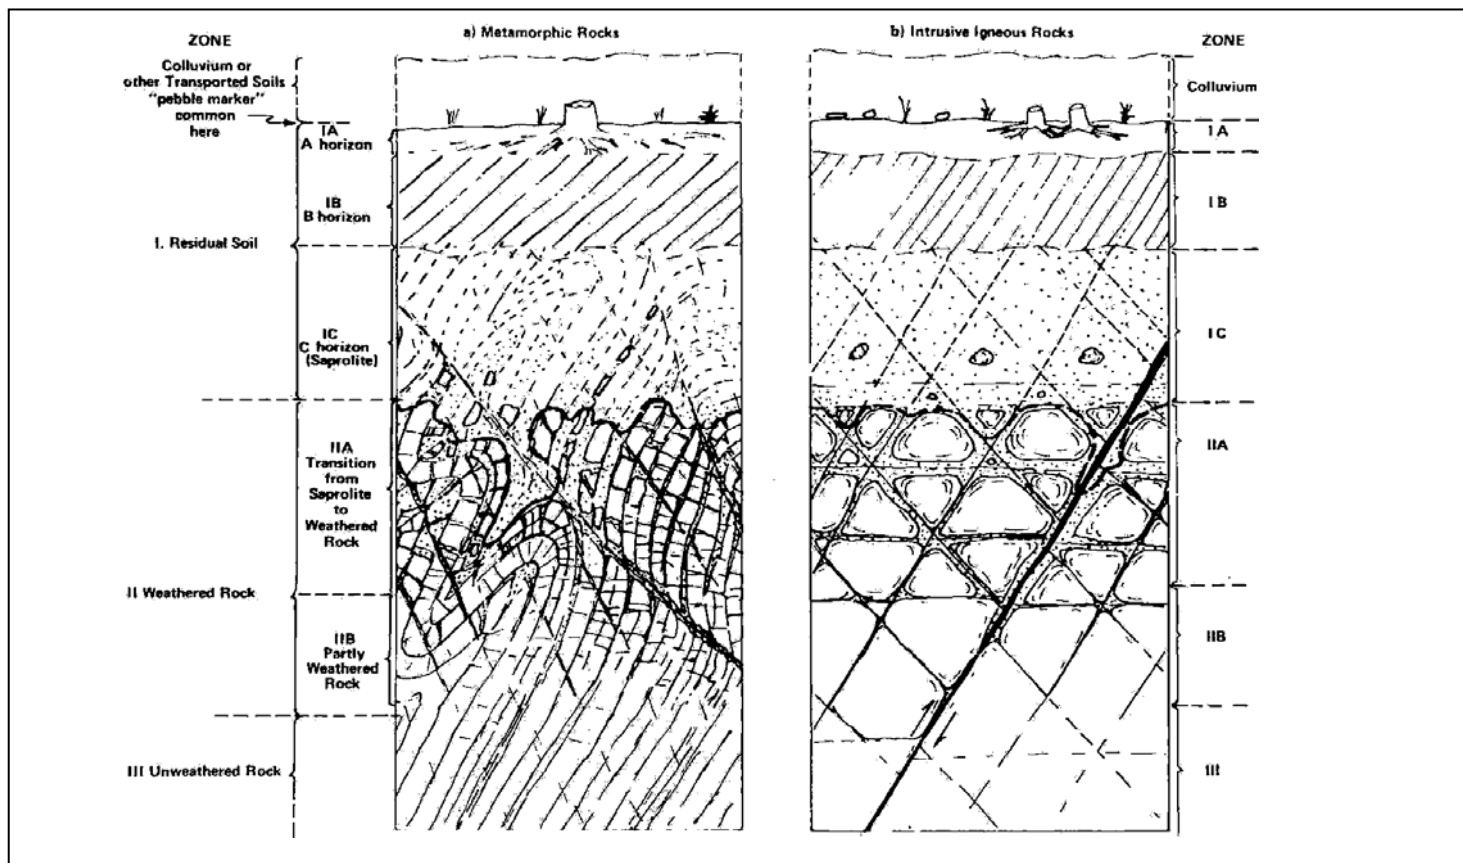 ZONE
a) Metamorphic Rocks
b) Intrusive Igneous Rocks
ZONE
Colluvium or
other Transported Soils
"pebble marker"
common
here
IA
A horizon
IB
B horizon
I. Residual Soil
IC
C horizon
(Saprolite)
IIA
Transition
from
Saprolite
to
Weathered
Rock
II Weathered Rock
IIB
Partly
Weathered
Rock
III Unweathered Rock
Colluvium
IA
IB
IC
IIA
IIB
III